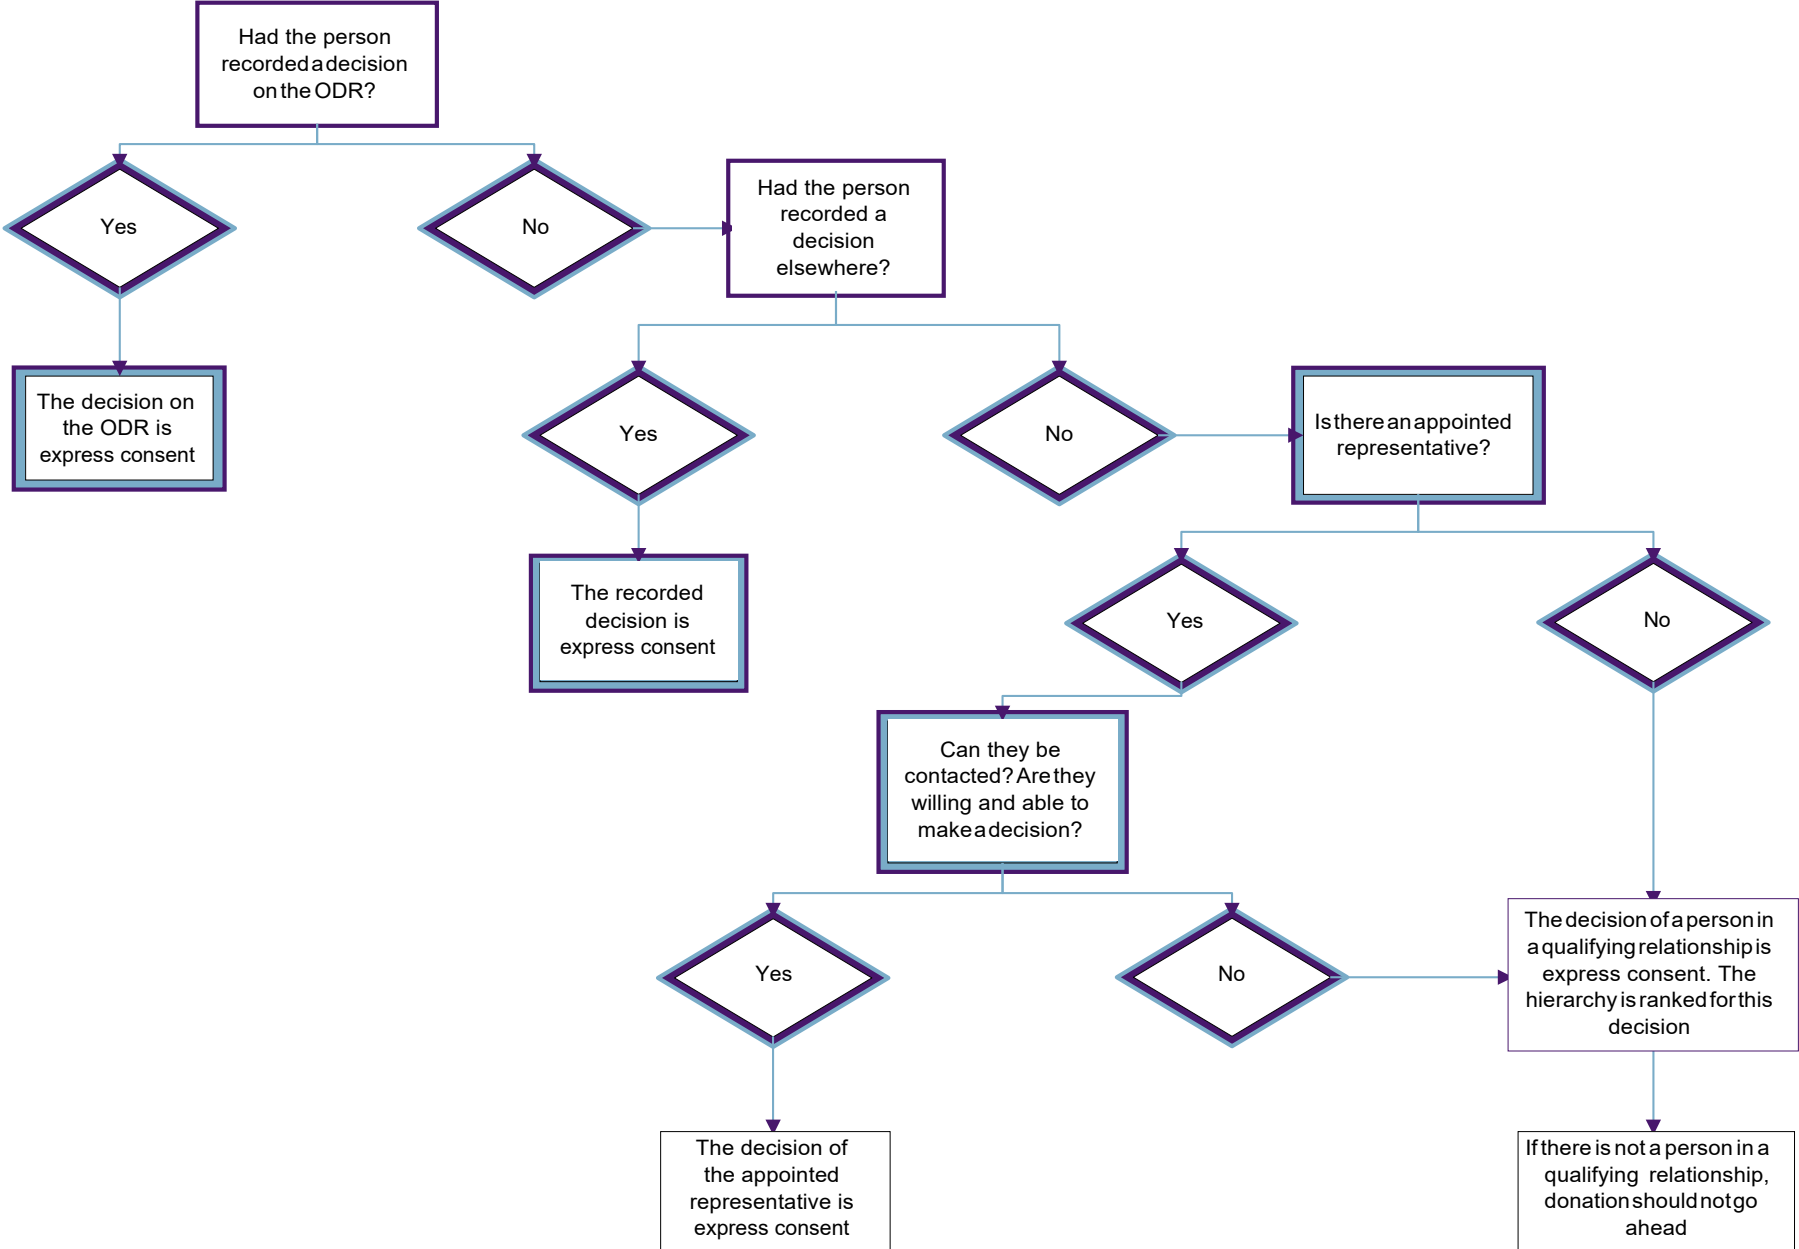 Had the person
recorded a decision
on the ODR?
Yes
No
Had the person
recorded a
decision
elsewhere?
The decision on
the ODR is
express consent
Yes
No
Is there an appointed
representative?
The recorded
decision is
express consent
Yes
No
Can they be
contacted? Are they
willing and able to
make a decision?
Yes
No
The decision of a person in
a qualifying relationship is
express consent. The
hierarchy is ranked for this
decision
The decision of
the appointed
representative is
express consent
If there is not a person in a
qualifying relationship,
donation should not go
ahead